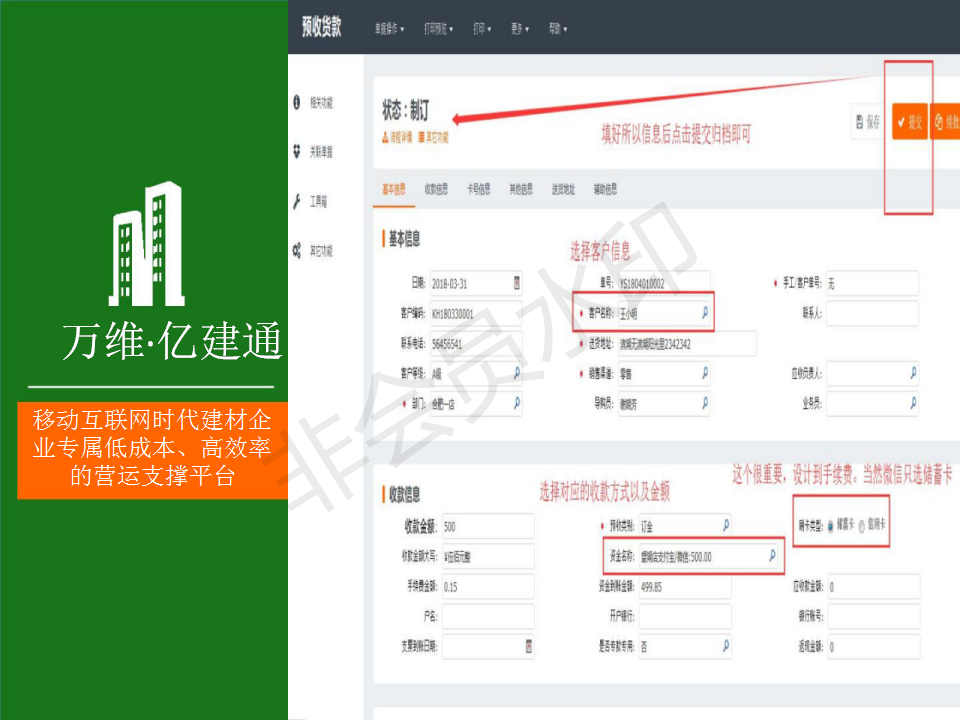 万维·亿建通
移动互联网时代建材企
业专属低成本、高效率
的营运支撑平台
预收货款
单据操作 打印预览 打印 更多 帮助
相关功能
关联单据
工具箱
其它功能
状态：制订
流程详情 其它功能
填好所以信息后点击提交归档即可
保存 提交 续批
基本信息 收款信息 卡号信息 其他信息 送货地址 辅助信息
基本信息
选择客户信息
日期: 2018-03-31 单号: YS1804010002 * 手工/客户单号: 无
客户编码: KH180330001 * 客户名称: 王小明 联系人:
联系电话: 56456541 * 送货地址: 滨湖无滨湖阳光里2342342
客户等级: A级 * 销售渠道: 零售 应收负责人:
* 部门: 合肥一店 导购员: 谢婉芳 业务员:
非会员水印
收款信息
选择对应的收款方式以及金额
这个很重要，设计到手续费。当然微信只选储蓄卡
收款金额: 500 * 预收类别: 订金 刷卡类型: 储蓄卡 信用卡
收款金额大写: ¥伍佰元整 资金名称: 望湖店支付宝/微信:500.00
手续费金额: 0.15 资金到账金额: 499.85 应收款金额: 0
户名: 开户银行: 银行账号:
支票到账日期: 是否专款专用: 否 返现金额: 0